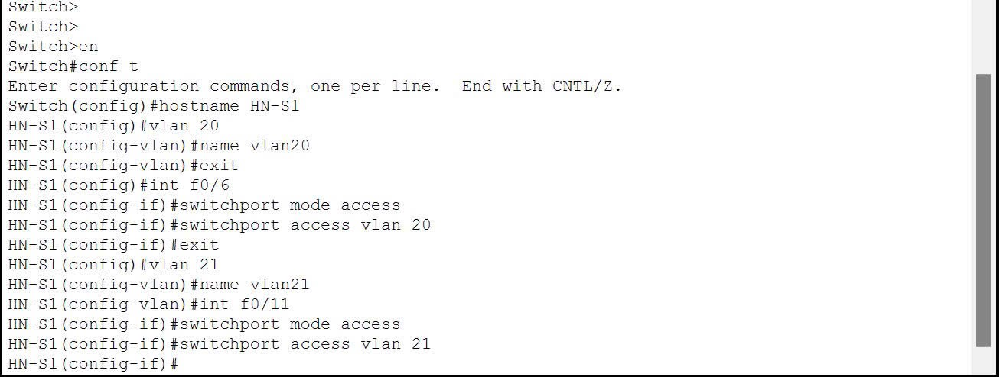 Switch>
Switch>
Switch>en
Switch#conf t
Enter configuration commands, one per line.  End with CNTL/Z.
Switch(config)#hostname HN-S1
HN-S1(config)#vlan 20
HN-S1(config-vlan)#name vlan20
HN-S1(config-vlan)#exit
HN-S1(config)#int f0/6
HN-S1(config-if)#switchport mode access
HN-S1(config-if)#switchport access vlan 20
HN-S1(config-if)#exit
HN-S1(config)#vlan 21
HN-S1(config-vlan)#name vlan21
HN-S1(config-vlan)#int f0/11
HN-S1(config-if)#switchport mode access
HN-S1(config-if)#switchport access vlan 21
HN-S1(config-if)#